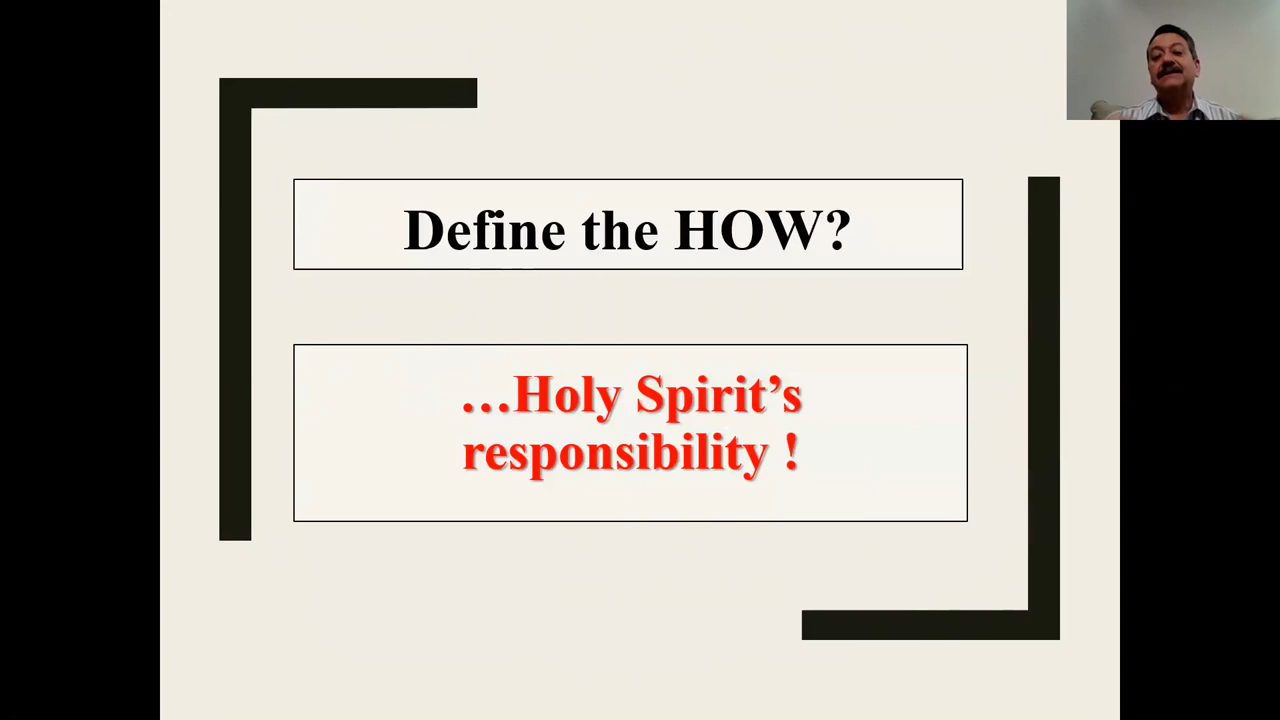 Define the HOW?
…Holy Spirit’s
responsibility !